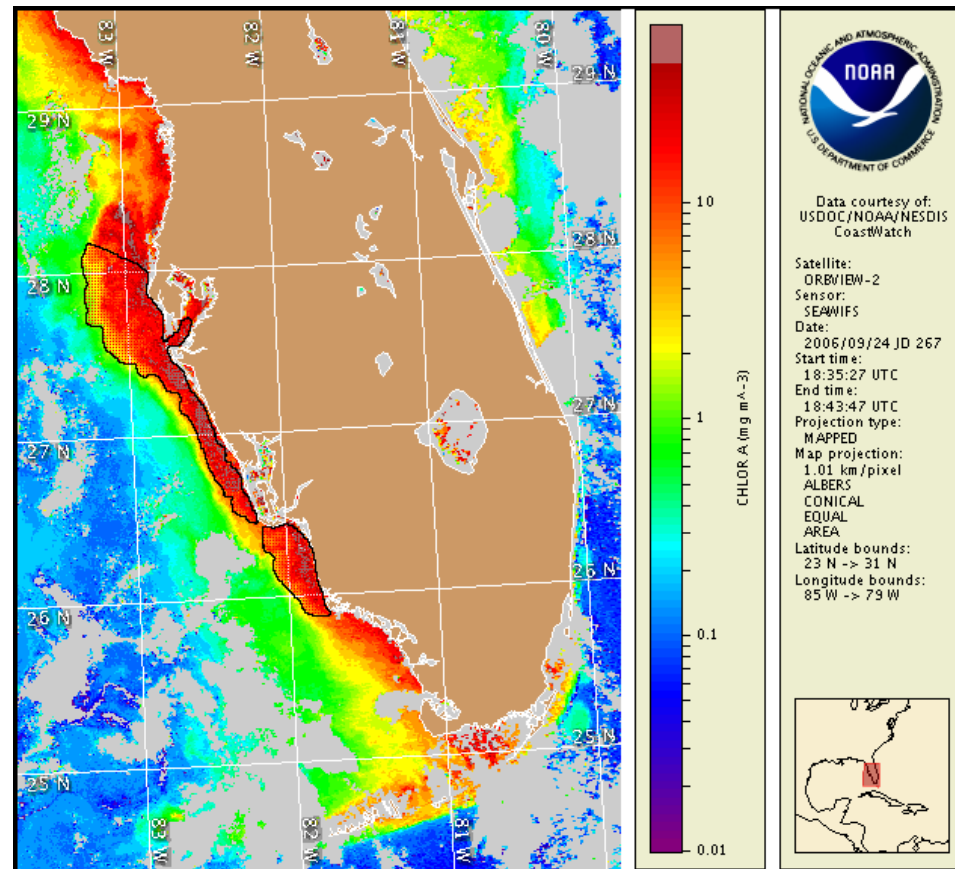 83 W
82 W
81 W
80 W
29 N
29 N
28 N
28 N
27 N
27 N
26 N
26 N
25 N
25 N
83 W
82 W
81 W
10
1
0.1
0.01
CHLOR A (mg m^-3)
NATIONAL OCEANIC AND ATMOSPHERIC ADMINISTRATION
NOAA
U.S. DEPARTMENT OF COMMERCE
Data courtesy of:
USDOC/NOAA/NESDIS
CoastWatch
Satellite:
ORBVIEW-2
Sensor:
SEAWIFS
Date:
2006/09/24 JD 267
Start time:
18:35:27 UTC
End time:
18:43:47 UTC
Projection type:
MAPPED
Map projection:
1.01 km/pixel
ALBERS
CONICAL
EQUAL
AREA
Latitude bounds:
23 N -> 31 N
Longitude bounds:
85 W -> 79 W